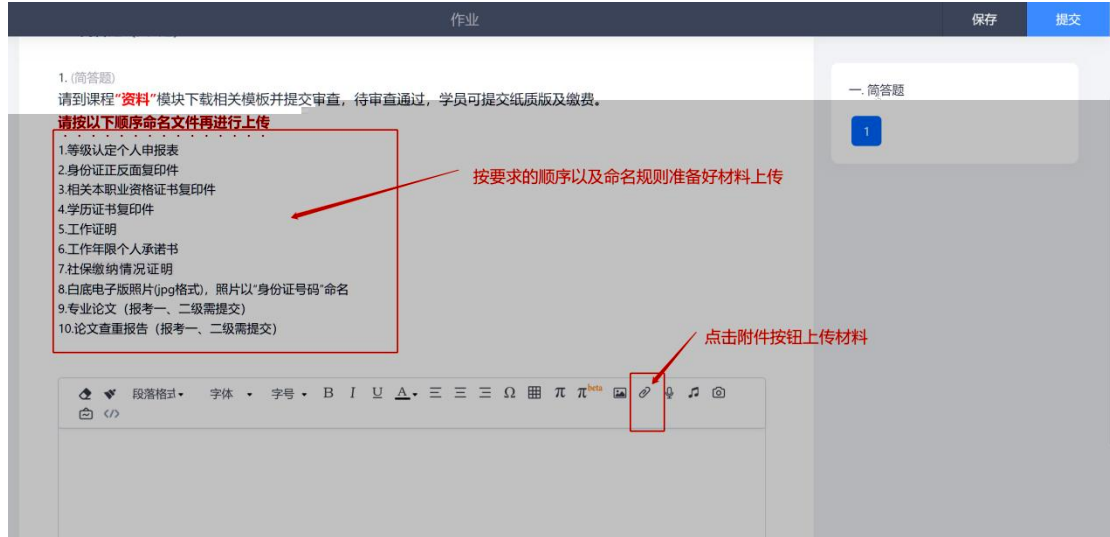 作业
保存
提交
1. (简答题)
请到课程“资料”模块下载相关模板并提交审查，待审查通过，学员可提交纸质版及缴费。
请按以下顺序命名文件再进行上传
1.等级认定个人申报表
2.身份证正反面复印件
3.相关本职业资格证书复印件
4.学历证书复印件
5.工作证明
6.工作年限个人承诺书
7.社保缴纳情况证明
8.白底电子版照片(jpg格式)，照片以“身份证号码”命名
9.专业论文（报考一、二级需提交）
10.论文查重报告（报考一、二级需提交）
按要求的顺序以及命名规则准备好材料上传
点击附件按钮上传材料
段落格式 字体 字号 B I U A Ω π π beta
一. 简答题
1